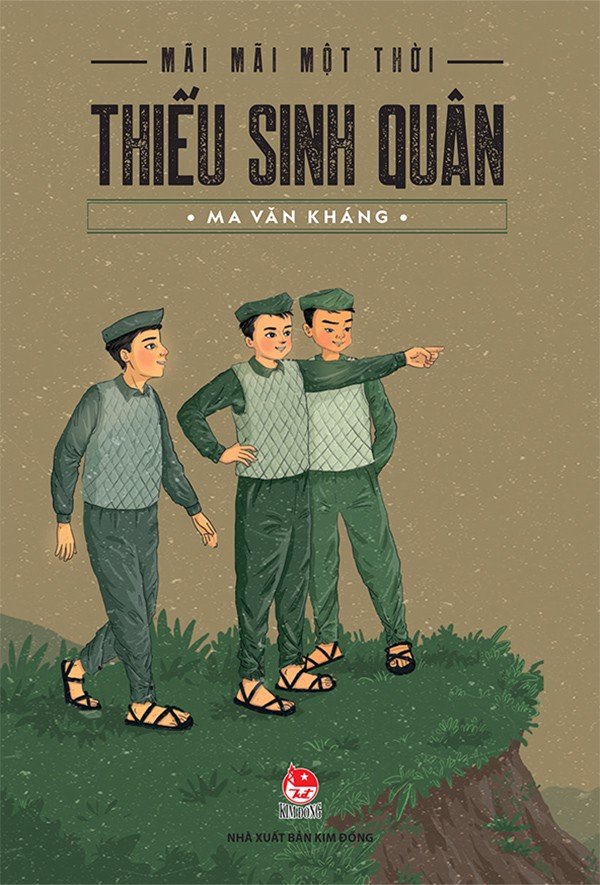 MÃI MÃI MỘT THỜI
THIẾU SINH QUÂN
• MA VĂN KHÁNG •
KIM ĐỒNG
NHÀ XUẤT BẢN KIM ĐỒNG